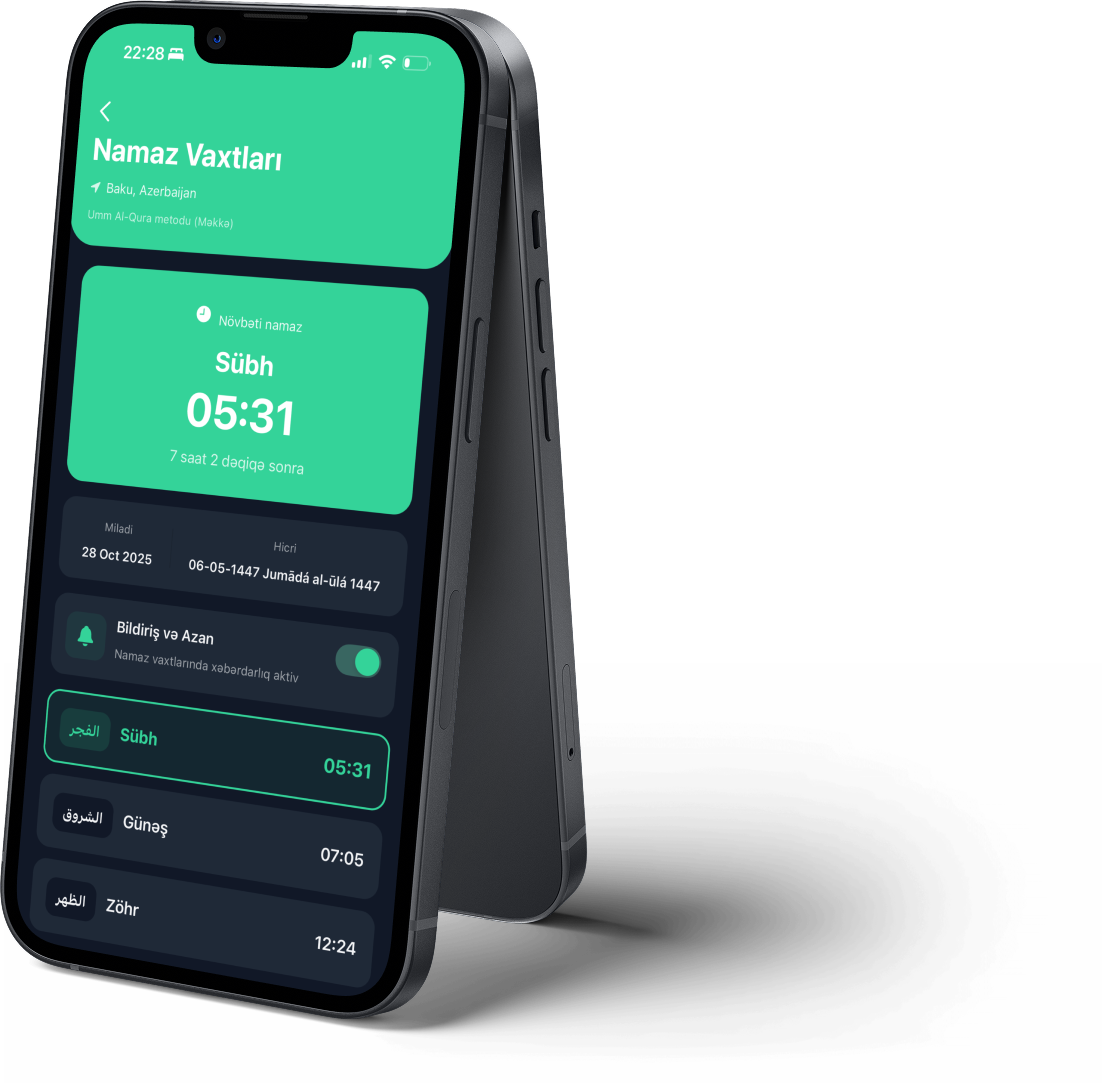 22:28
Namaz Vaxtları
Baku, Azerbaijan
Umm Al-Qura metodu (Məkkə)
Növbəti namaz
Sübh
05:31
7 saat 2 dəqiqə sonra
Miladi
28 Oct 2025
Hicri
06-05-1447 Jumādá al-ūlá 1447
Bildiriş və Azan
Namaz vaxtlarında xəbərdarlıq aktiv
الفجر Sübh 05:31
الشروق Günəş 07:05
الظهر Zöhr 12:24